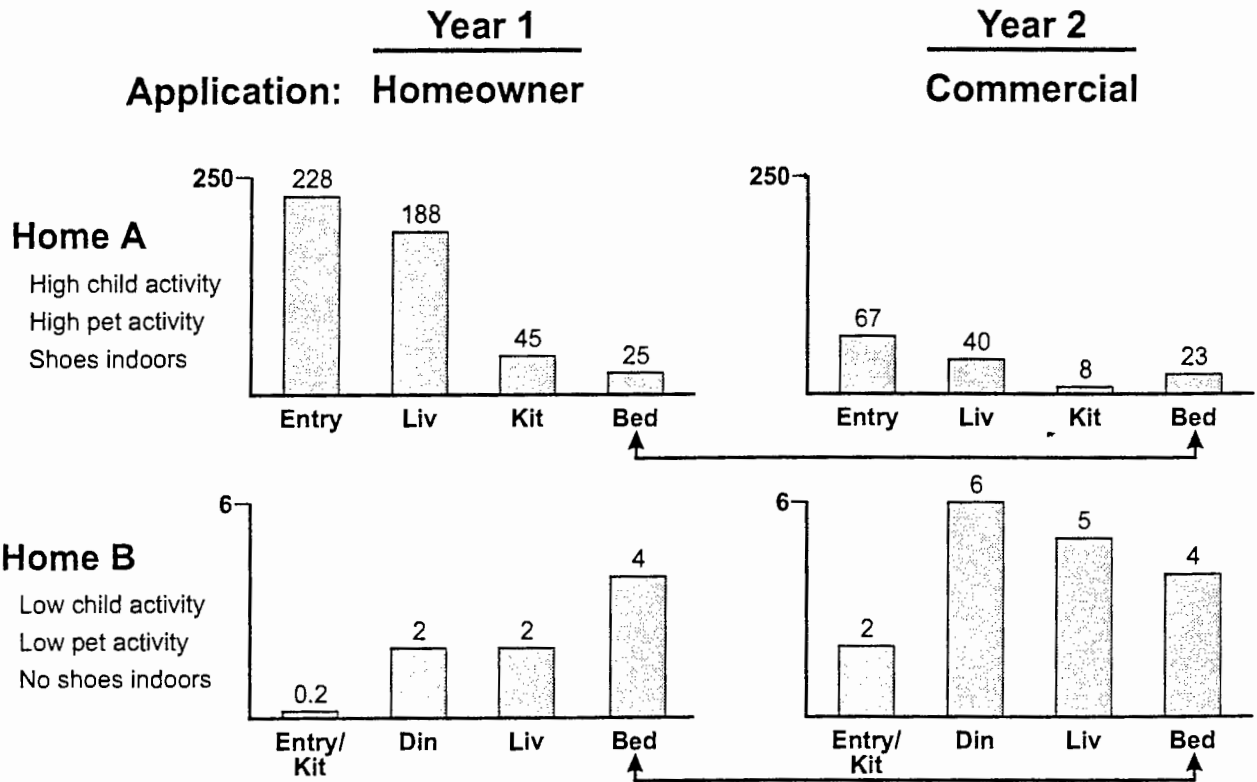 Year 1
Year 2
Application: Homeowner
Commercial
Home A
High child activity
High pet activity
Shoes indoors
250
228
188
45
25
Entry Liv Kit Bed
250
67
40
8
23
Entry Liv Kit Bed
Home B
Low child activity
Low pet activity
No shoes indoors
6
0.2
2
2
4
Entry/ Din Liv Bed
Kit
6
2
6
5
4
Entry/ Din Liv Bed
Kit